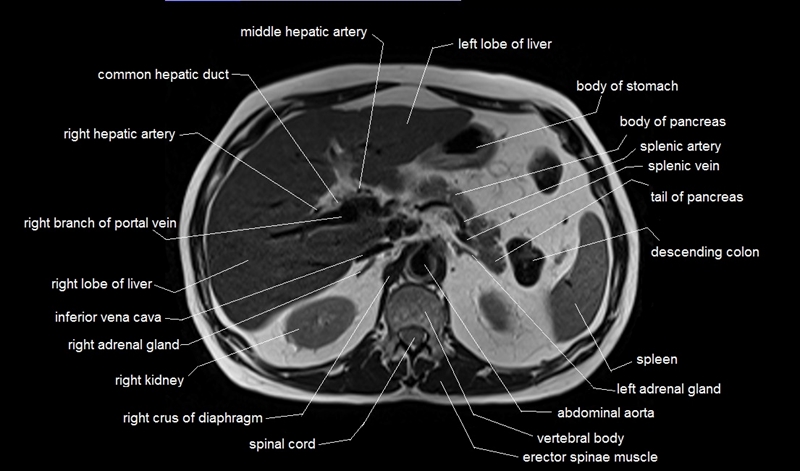 middle hepatic artery
left lobe of liver
common hepatic duct
body of stomach
right hepatic artery
body of pancreas
splenic artery
splenic vein
tail of pancreas
right branch of portal vein
descending colon
right lobe of liver
inferior vena cava
right adrenal gland
spleen
right kidney
left adrenal gland
right crus of diaphragm
abdominal aorta
spinal cord
vertebral body
erector spinae muscle